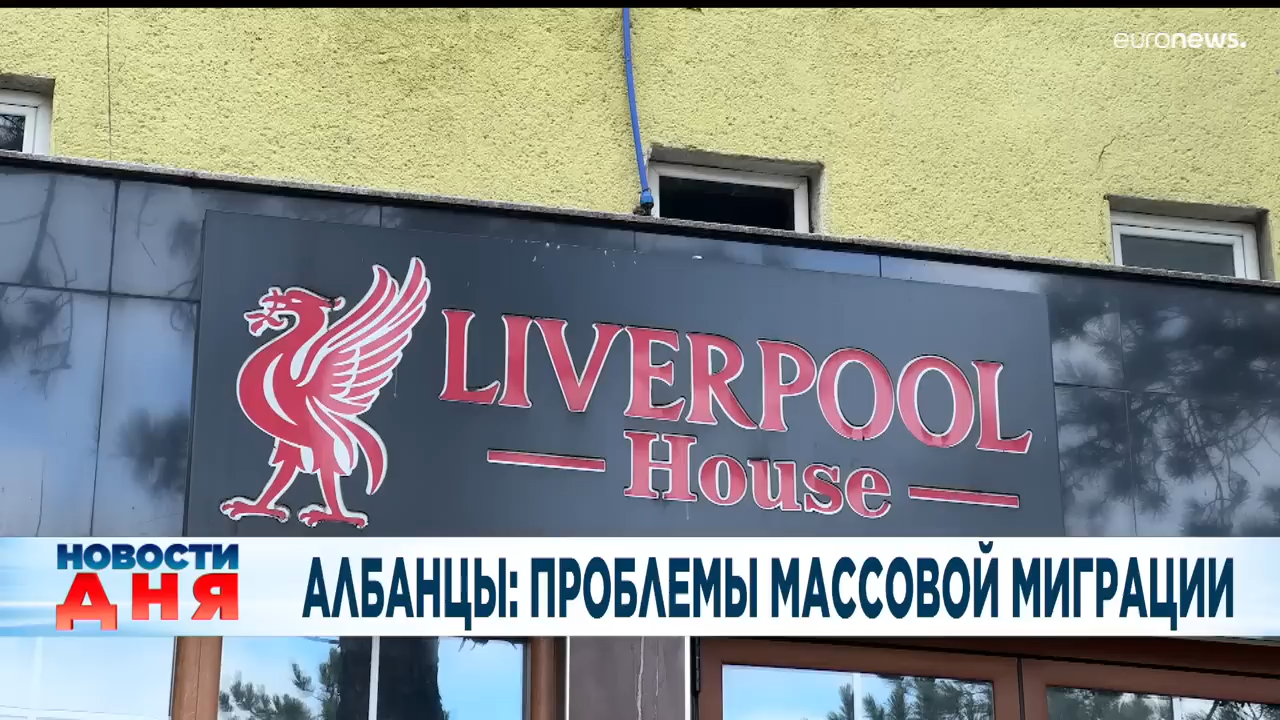 euronews.
LIVERPOOL
House
НОВОСТИ
ДНЯ
АЛБАНЦЫ: ПРОБЛЕМЫ МАССОВОЙ МИГРАЦИИ